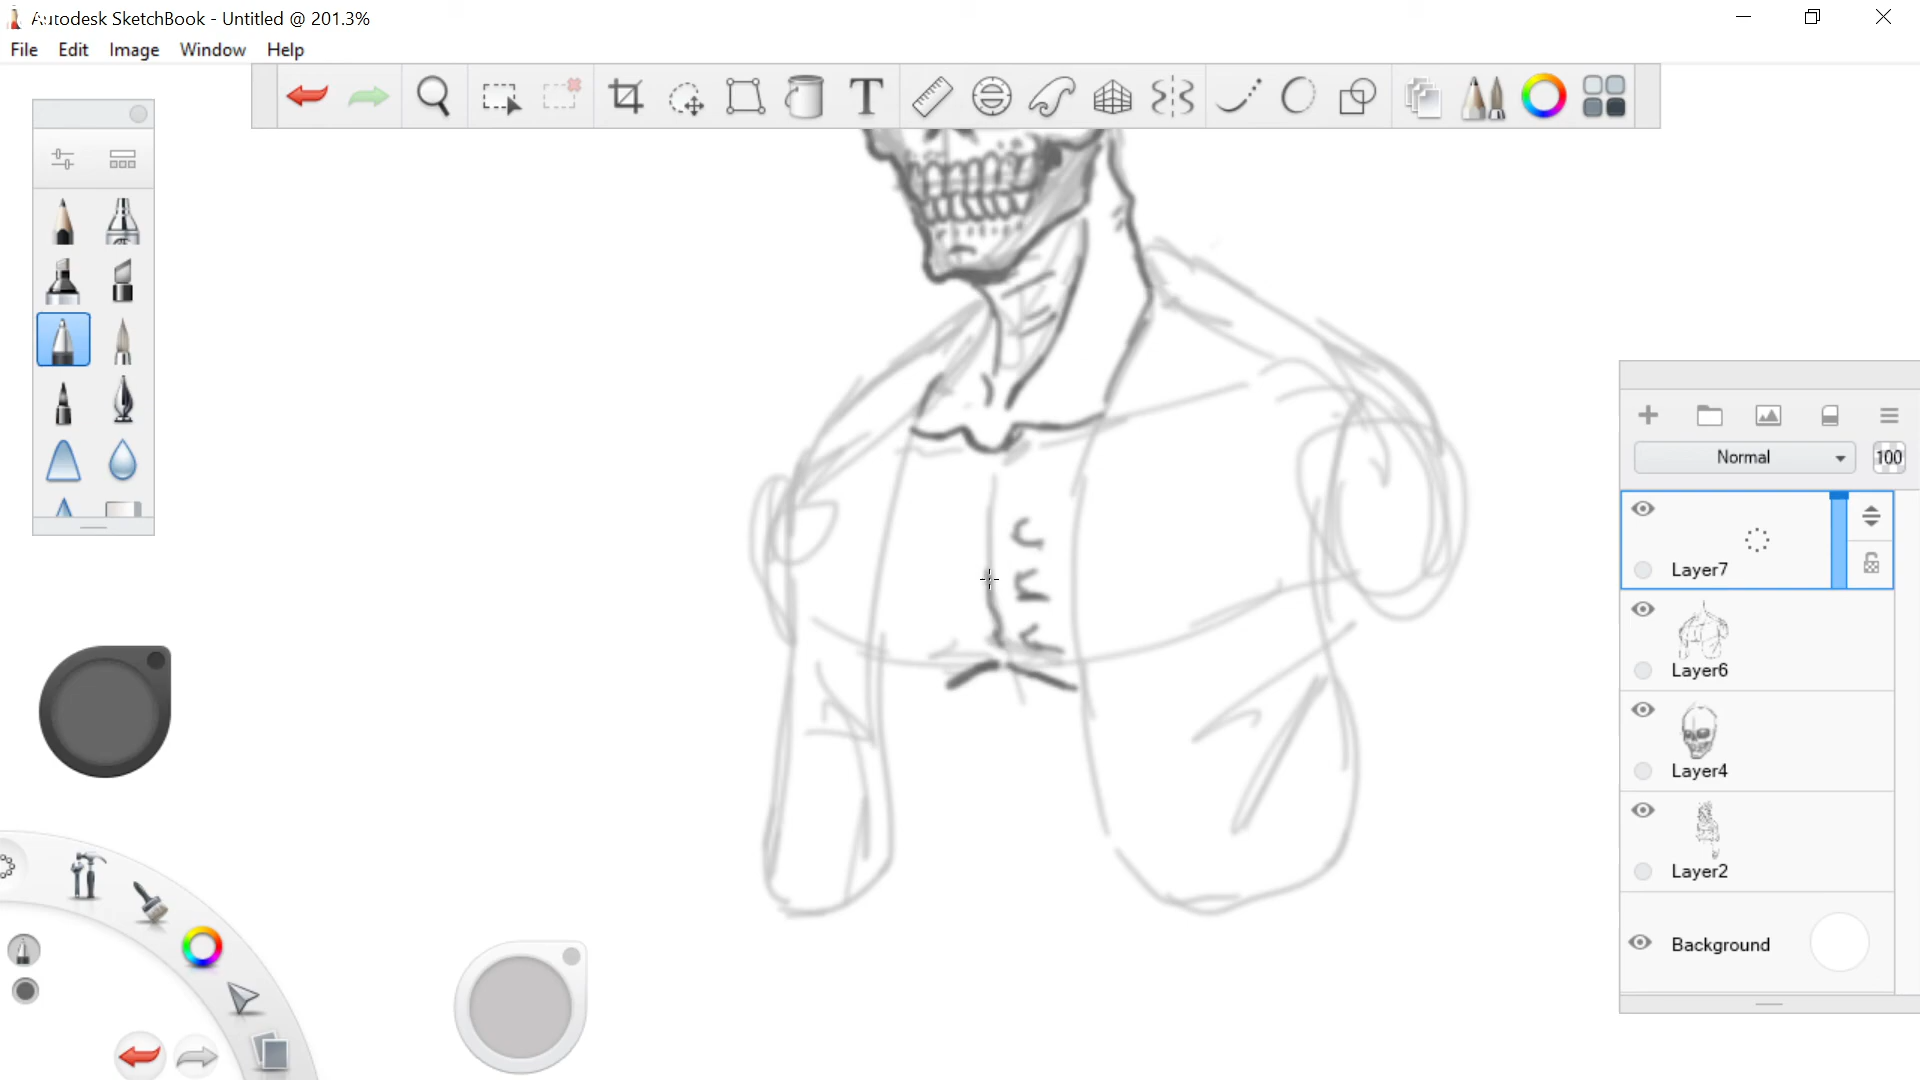 Autodesk SketchBook - Untitled @ 201.3%
File Edit Image Window Help
T
Normal 100
Layer7
Layer6
Layer4
Layer2
Background